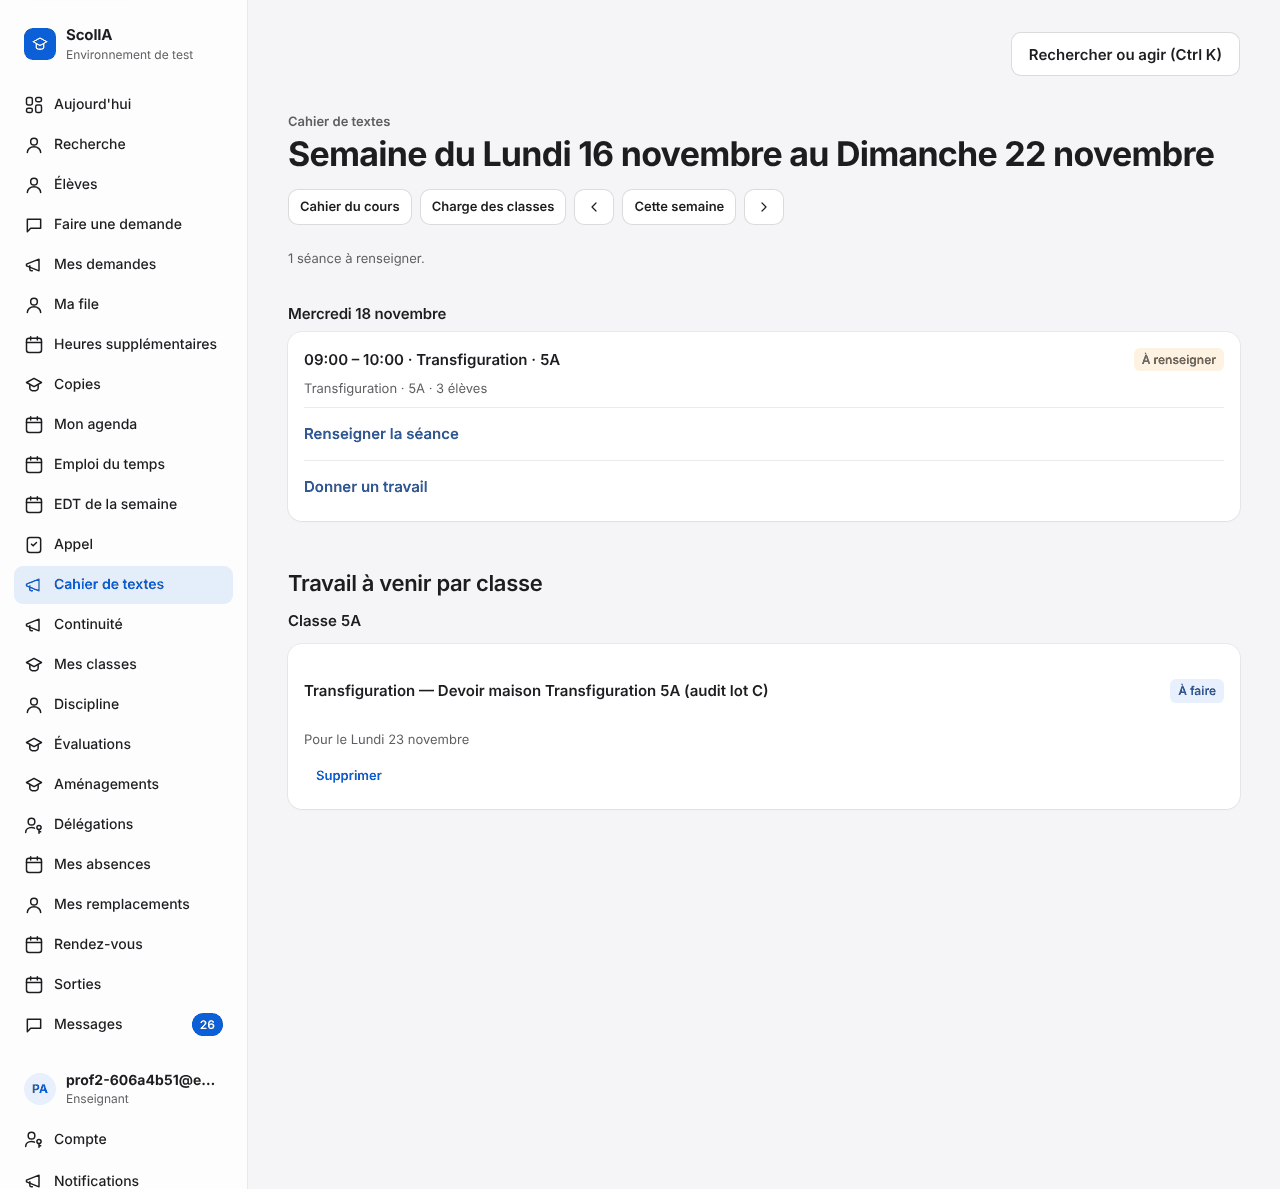 ScolIA
Environnement de test
Aujourd'hui
Recherche
Élèves
Faire une demande
Mes demandes
Ma file
Heures supplémentaires
Copies
Mon agenda
Emploi du temps
EDT de la semaine
Appel
Cahier de textes
Continuité
Mes classes
Discipline
Évaluations
Aménagements
Délégations
Mes absences
Mes remplacements
Rendez-vous
Sorties
Messages 26
PA
prof2-606a4b51@e...
Enseignant
Compte
Notifications
Rechercher ou agir (Ctrl K)
Cahier de textes
Semaine du Lundi 16 novembre au Dimanche 22 novembre
Cahier du cours Charge des classes Cette semaine
1 séance à renseigner.
Mercredi 18 novembre
09:00 – 10:00 · Transfiguration · 5A À renseigner
Transfiguration · 5A · 3 élèves
Renseigner la séance
Donner un travail
Travail à venir par classe
Classe 5A
Transfiguration — Devoir maison Transfiguration 5A (audit lot C) À faire
Pour le Lundi 23 novembre
Supprimer